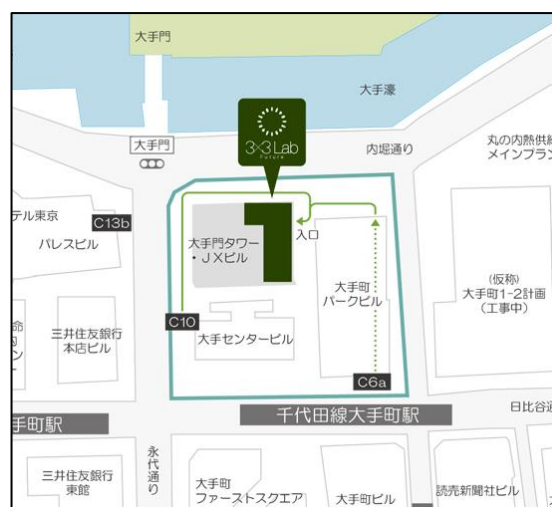 大手門
大手濠
3×3 Lab
Future
大手門
内堀通り
丸の内熱供給
メインプラン
テル東京
C13b
パレスビル
大手門タワー
・JXビル
入口
大手町
パークビル
(仮称)
大手町1-2計画
(工事中)
三井住友銀行
本店ビル
C10
大手センタービル
C6a
手町駅
千代田線大手町駅
日比谷通
永代通り
三井住友銀行
東館
大手町
ファーストスクエア
大手町ビル
読売新聞社ビル